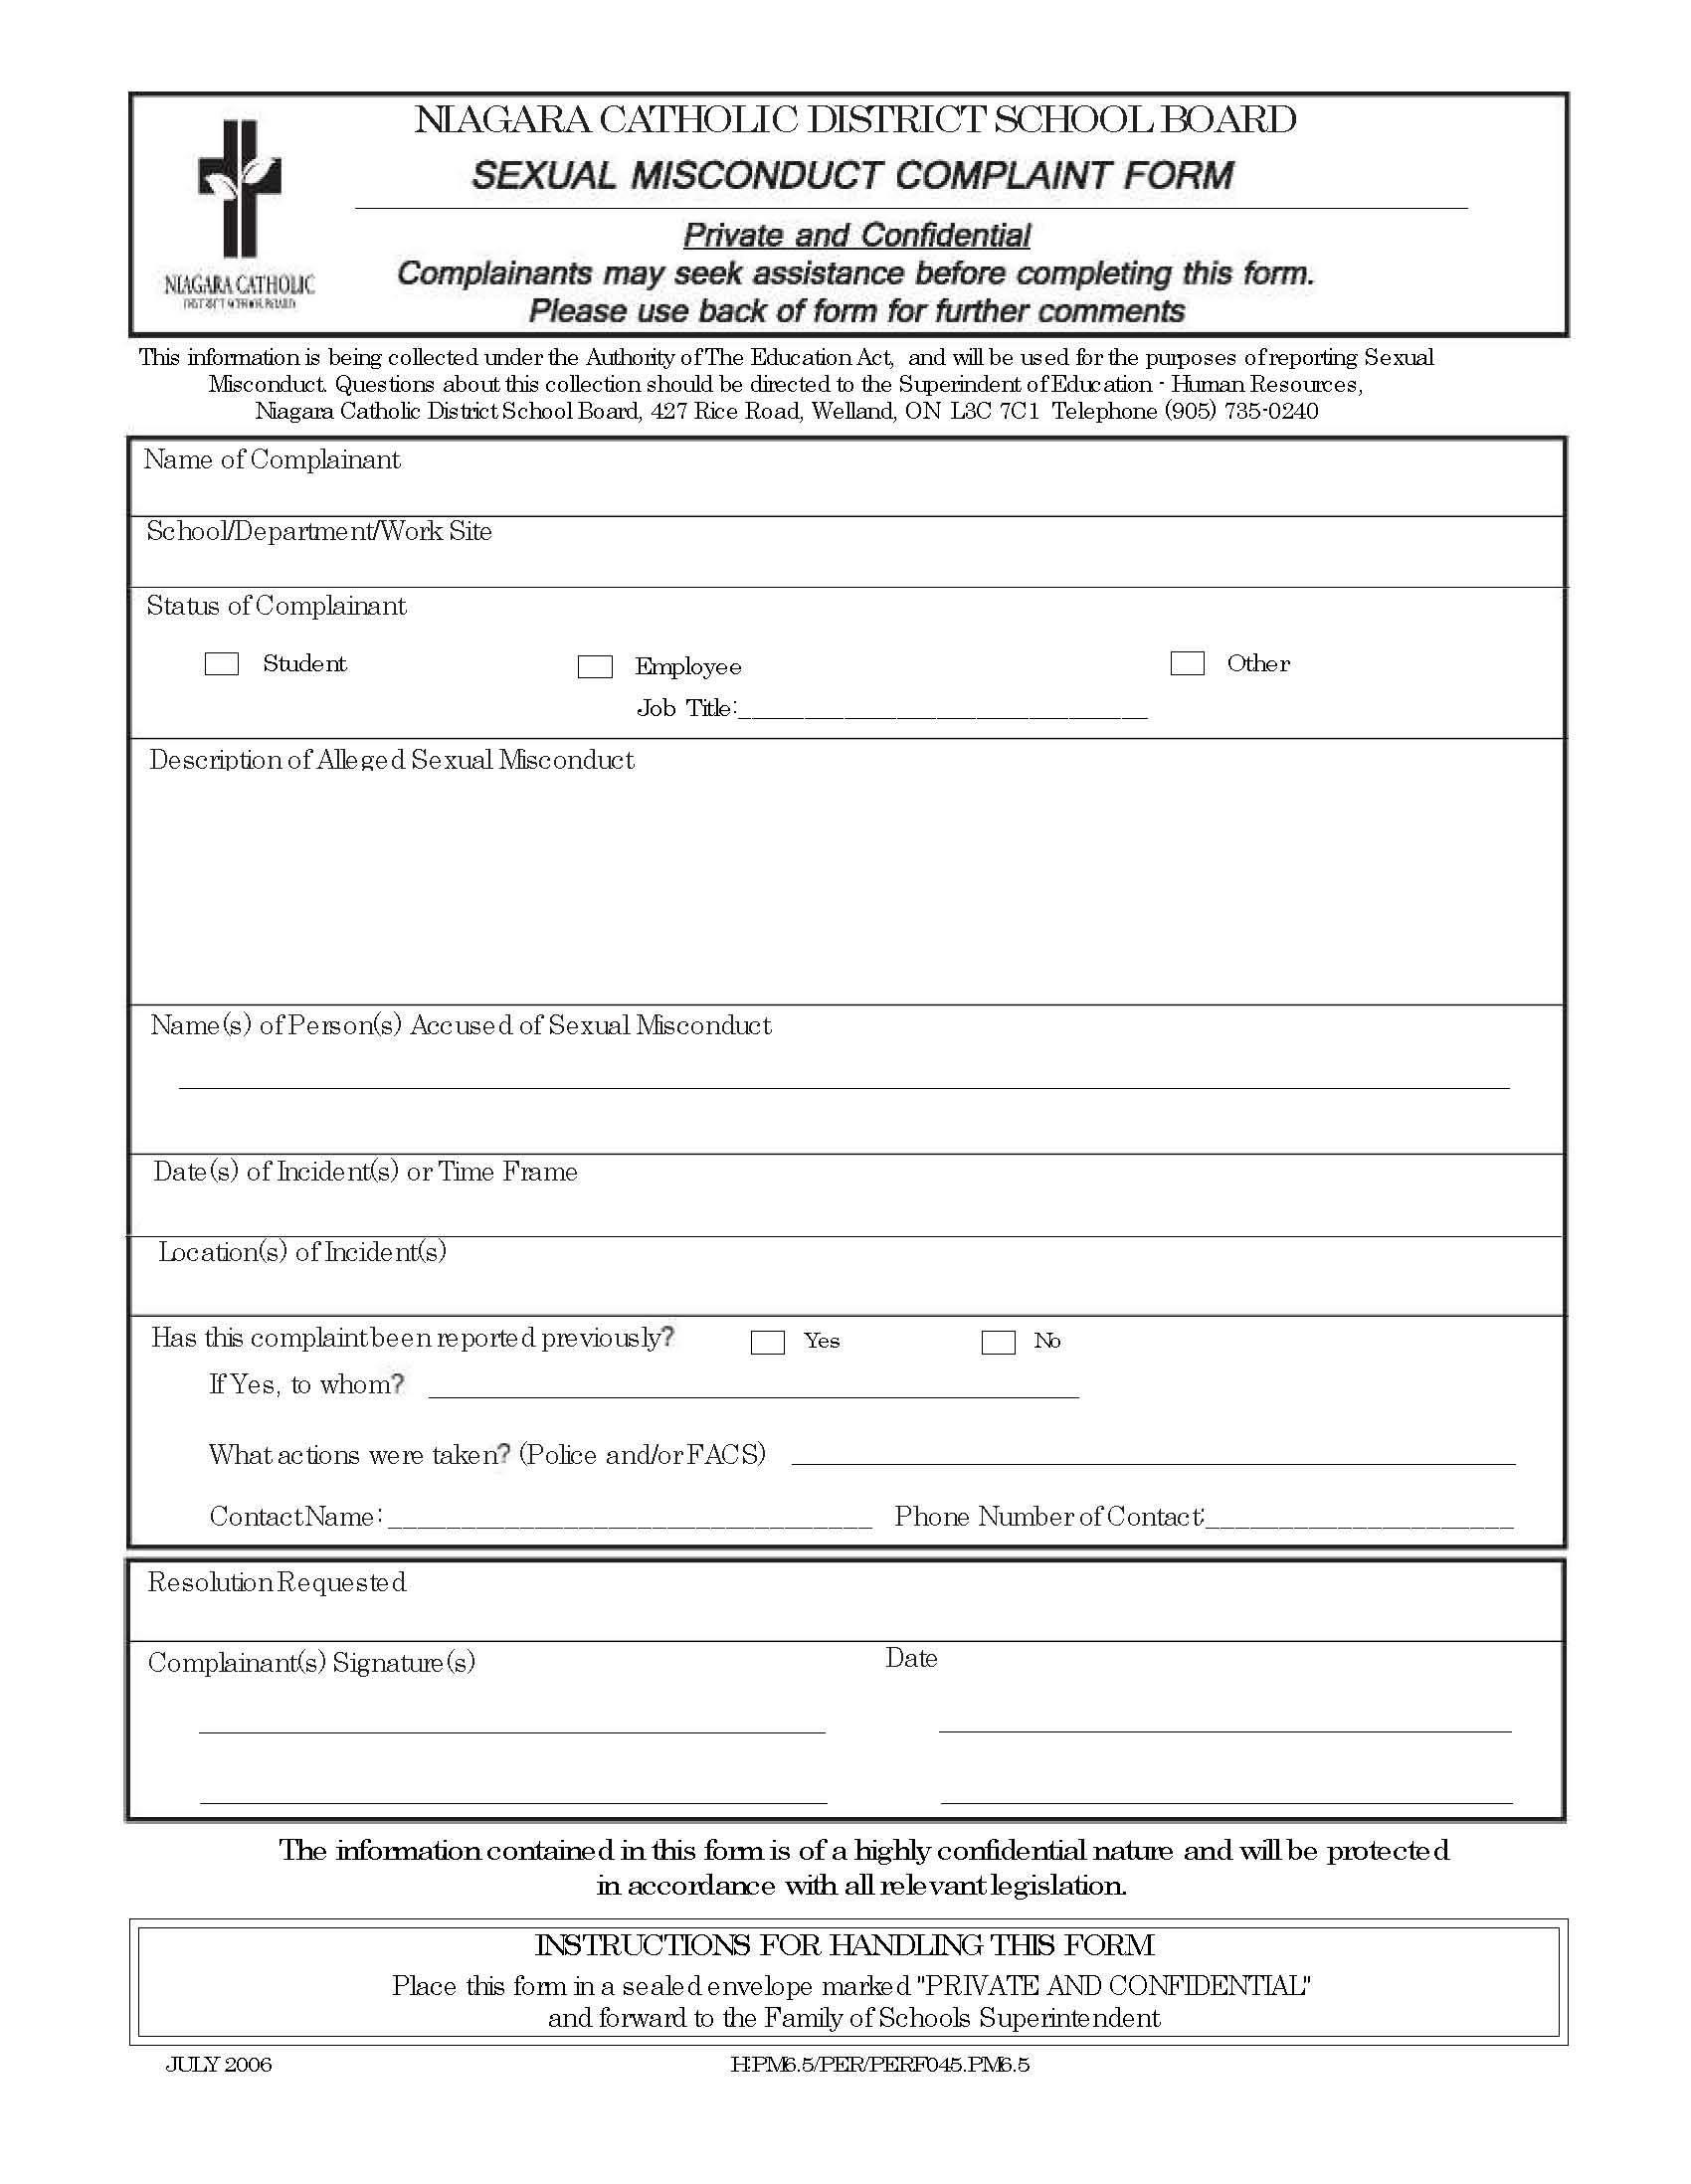 NIAGARA CATHOLIC DISTRICT SCHOOL BOARD
SEXUAL MISCONDUCT COMPLAINT FORM
Private and Confidential
Complainants may seek assistance before completing this form.
Please use back of form for further comments
NIAGARA CATHOLIC
DISTRICT SCHOOL BOARD
This information is being collected under the Authority of The Education Act, and will be used for the purposes of reporting Sexual
Misconduct. Questions about this collection should be directed to the Superindent of Education - Human Resources,
Niagara Catholic District School Board, 427 Rice Road, Welland, ON L3C 7C1 Telephone (905) 735-0240
Name of Complainant
School/Department/Work Site
Status of Complainant
Student Employee Other
Job Title:_______________________________
Description of Alleged Sexual Misconduct
Name(s) of Person(s) Accused of Sexual Misconduct
Date(s) of Incident(s) or Time Frame
Location(s) of Incident(s)
Has this complaint been reported previously? Yes No
If Yes, to whom?
What actions were taken? (Police and/or FACS)
Contact Name: _________________________________ Phone Number of Contact:_____________________
Resolution Requested
Complainant(s) Signature(s) Date
The information contained in this form is of a highly confidential nature and will be protected
in accordance with all relevant legislation.
INSTRUCTIONS FOR HANDLING THIS FORM
Place this form in a sealed envelope marked "PRIVATE AND CONFIDENTIAL"
and forward to the Family of Schools Superintendent
JULY 2006 H:PM6.5/PER/PERF045.PM6.5